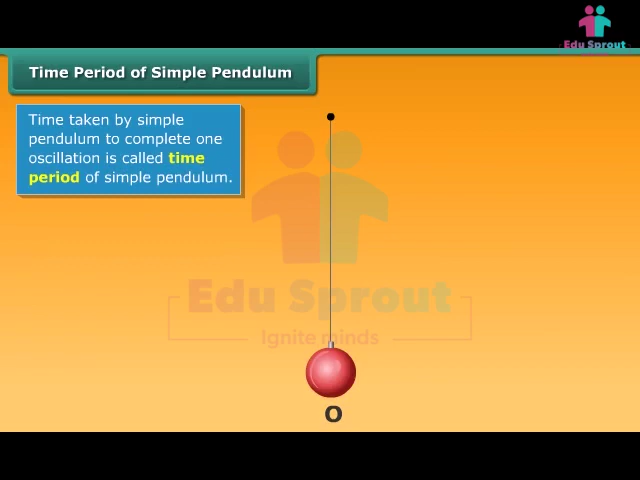 Edu Sprout
Time Period of Simple Pendulum
Time taken by simple
pendulum to complete one
oscillation is called time
period of simple pendulum.
Edu Sprout
Ignite minds
O